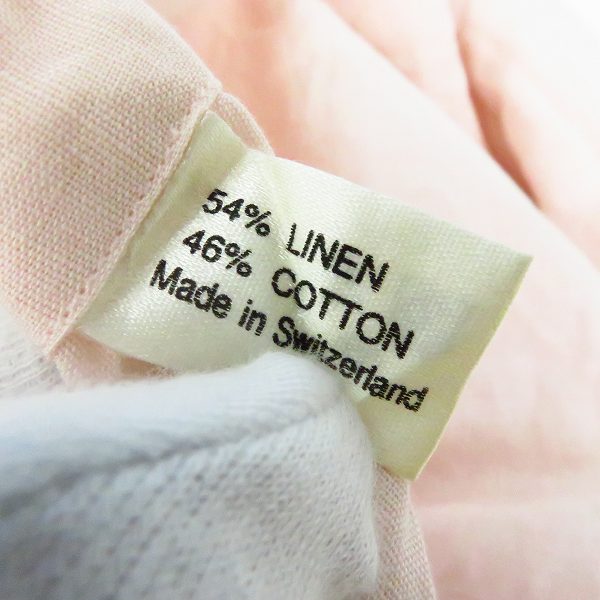 54% LINEN
46% COTTON
Made in Switzerland